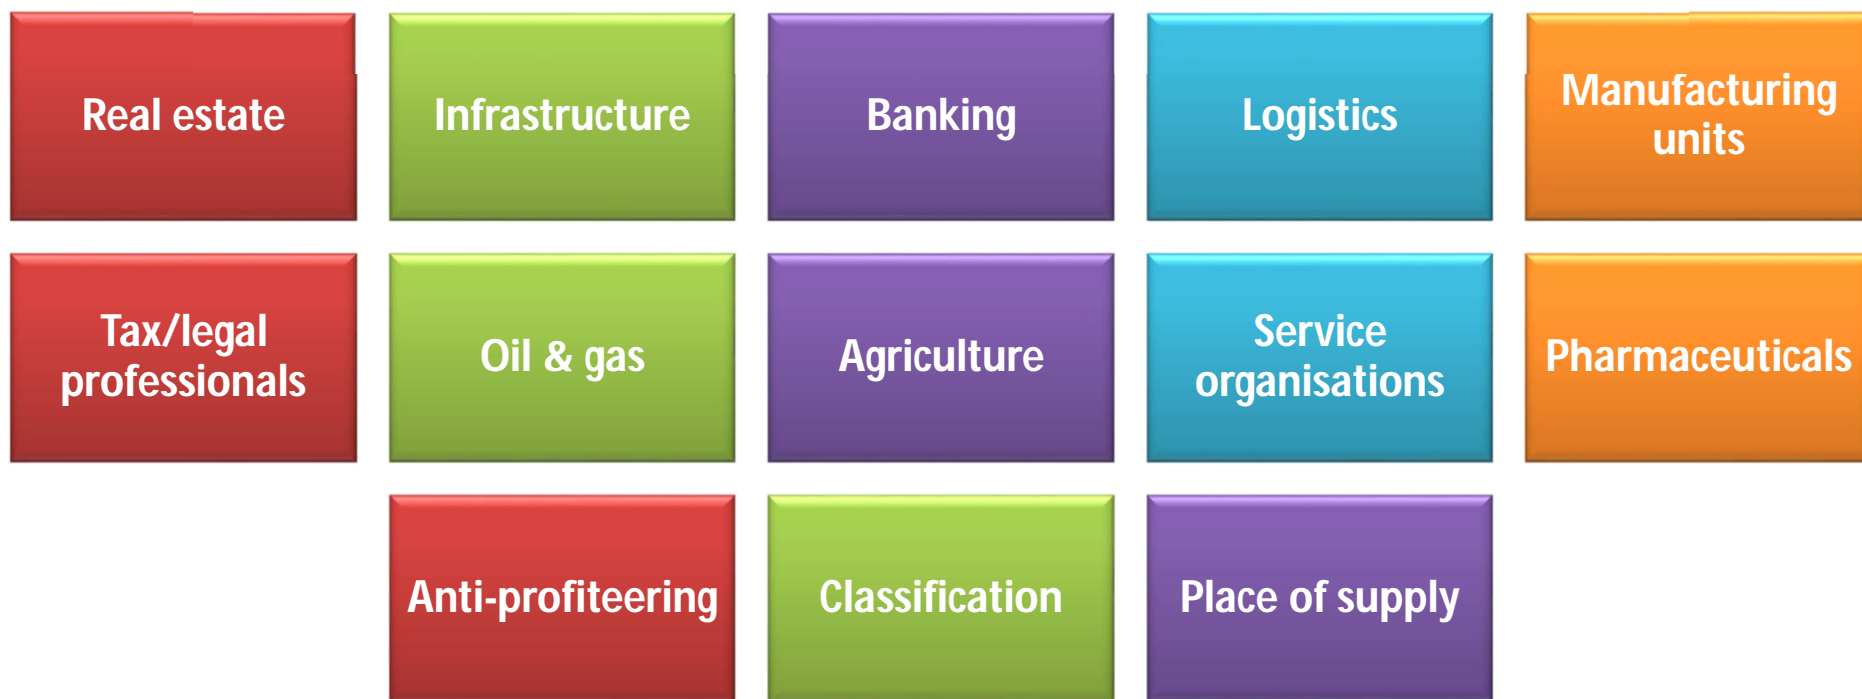 Real estate
Infrastructure
Banking
Logistics
Manufacturing
units
Tax/legal
professionals
Oil & gas
Agriculture
Service
organisations
Pharmaceuticals
Anti-profiteering
Classification
Place of supply